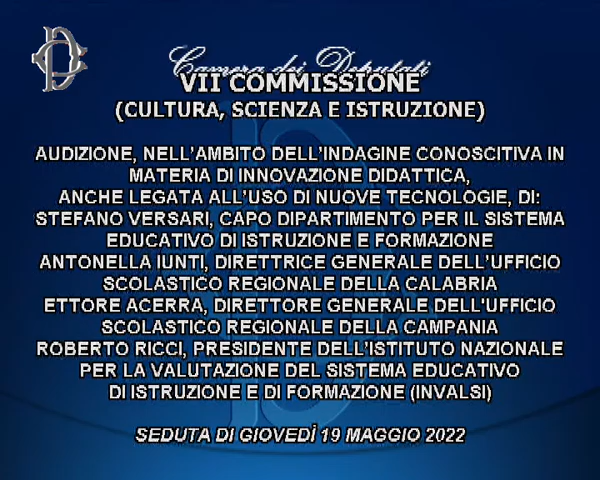 Camera dei Deputati
VII COMMISSIONE
(CULTURA, SCIENZA E ISTRUZIONE)
AUDIZIONE, NELL'AMBITO DELL'INDAGINE CONOSCITIVA IN
MATERIA DI INNOVAZIONE DIDATTICA,
ANCHE LEGATA ALL'USO DI NUOVE TECNOLOGIE, DI:
STEFANO VERSARI, CAPO DIPARTIMENTO PER IL SISTEMA
EDUCATIVO DI ISTRUZIONE E FORMAZIONE
ANTONELLA IUNTI, DIRETTRICE GENERALE DELL'UFFICIO
SCOLASTICO REGIONALE DELLA CALABRIA
ETTORE ACERRA, DIRETTORE GENERALE DELL'UFFICIO
SCOLASTICO REGIONALE DELLA CAMPANIA
ROBERTO RICCI, PRESIDENTE DELL'ISTITUTO NAZIONALE
PER LA VALUTAZIONE DEL SISTEMA EDUCATIVO
DI ISTRUZIONE E DI FORMAZIONE (INVALSI)
SEDUTA DI GIOVEDÌ 19 MAGGIO 2022